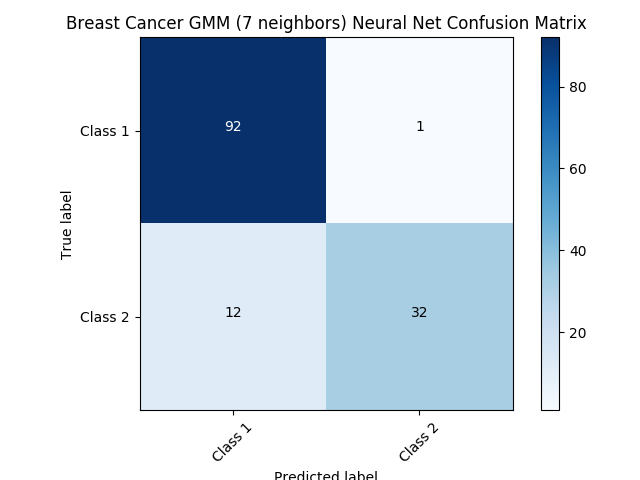 Breast Cancer GMM (7 neighbors) Neural Net Confusion Matrix
True label
Class 1
92
1
Class 2
12
32
Class 1
Class 2
Predicted label
80
60
40
20